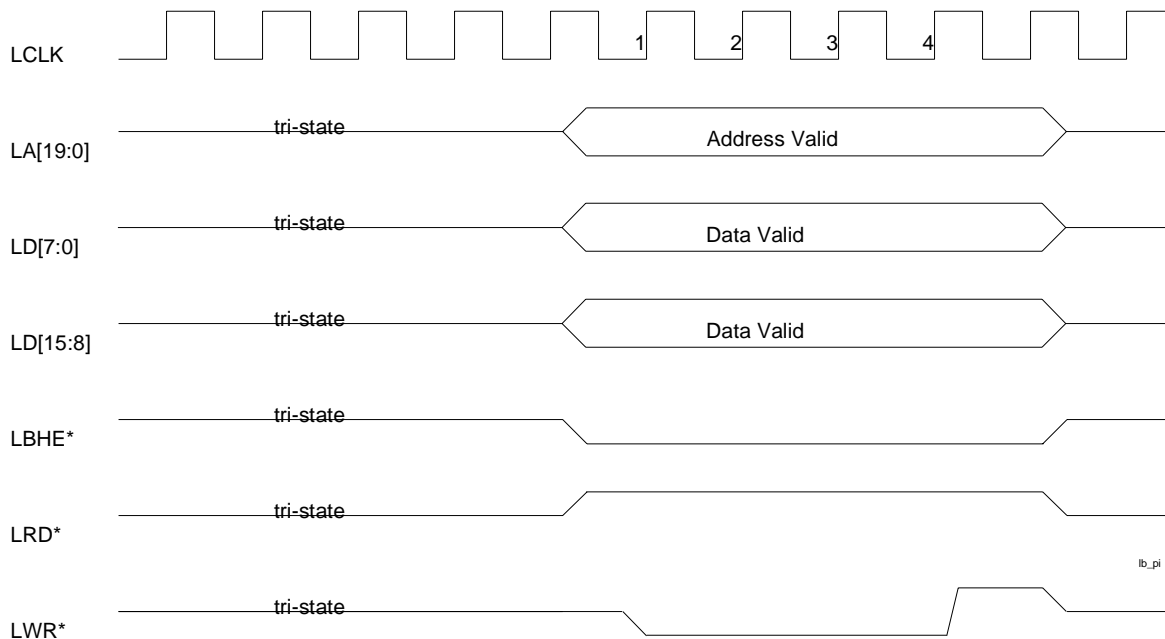 LCLK 1 2 3 4
tri-state Address Valid
LA[19:0]
tri-state Data Valid
LD[7:0]
tri-state Data Valid
LD[15:8]
tri-state
LBHE*
tri-state
LRD*
lb_pi
tri-state
LWR*